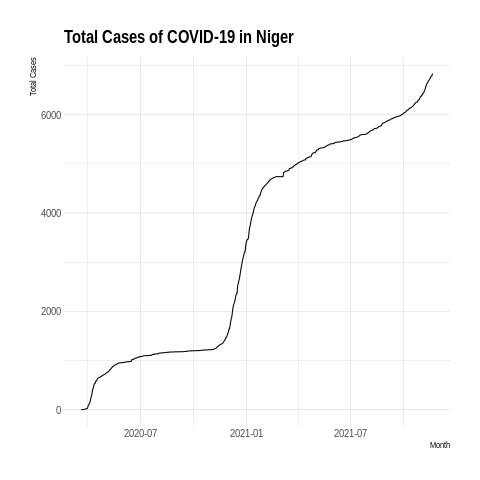 Total Cases of COVID-19 in Niger
Total Cases
6000
4000
2000
0
2020-07
2021-01
2021-07
Month